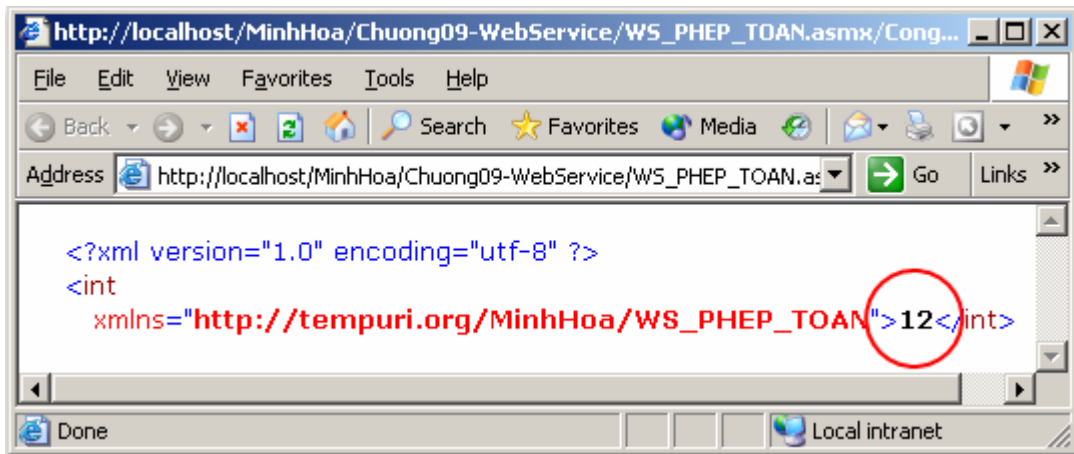 http://localhost/MinhHoa/Chuong09-WebService/WS_PHEP_TOAN.asmx/Cong...
File Edit View Favorites Tools Help
Back Search Favorites Media »
Address http://localhost/MinhHoa/Chuong09-WebService/WS_PHEP_TOAN.as Go Links »
<?xml version="1.0" encoding="utf-8" ?>
<int
xmlns="http://tempuri.org/MinhHoa/WS_PHEP_TOAN">12</int>
Done Local intranet